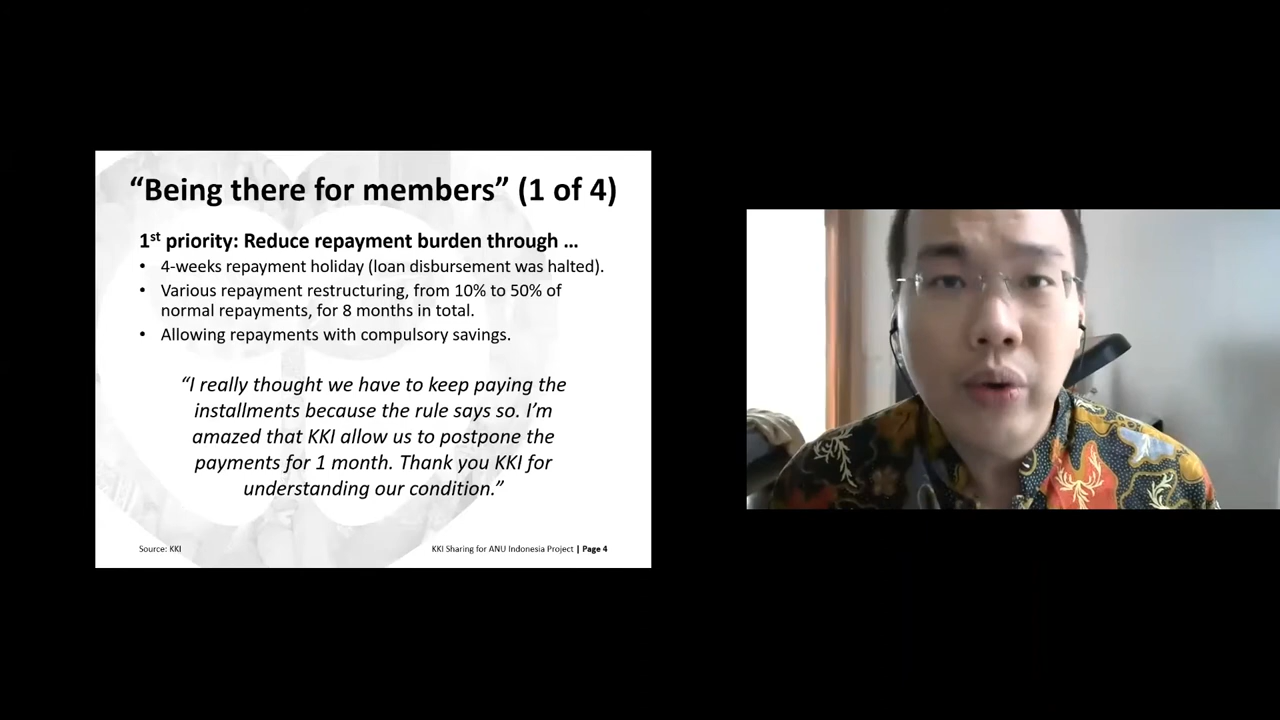 “Being there for members” (1 of 4)
1st priority: Reduce repayment burden through …
• 4-weeks repayment holiday (loan disbursement was halted).
• Various repayment restructuring, from 10% to 50% of
normal repayments, for 8 months in total.
• Allowing repayments with compulsory savings.
“I really thought we have to keep paying the
installments because the rule says so. I’m
amazed that KKI allow us to postpone the
payments for 1 month. Thank you KKI for
understanding our condition.”
Source: KKI
KKI Sharing for ANU Indonesia Project | Page 4